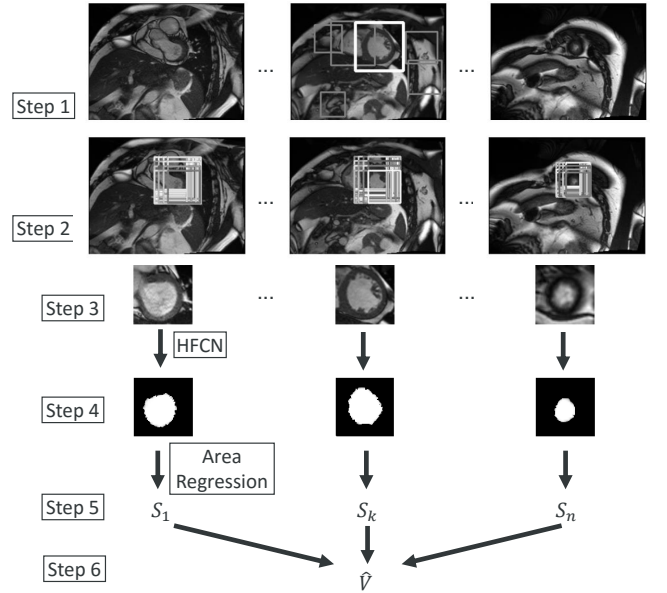 ... ...
Step 1
... ...
Step 2
... ...
Step 3
HFCN
Step 4
Area
Regression
Step 5
S₁ Sₖ Sₙ
Step 6
V̂